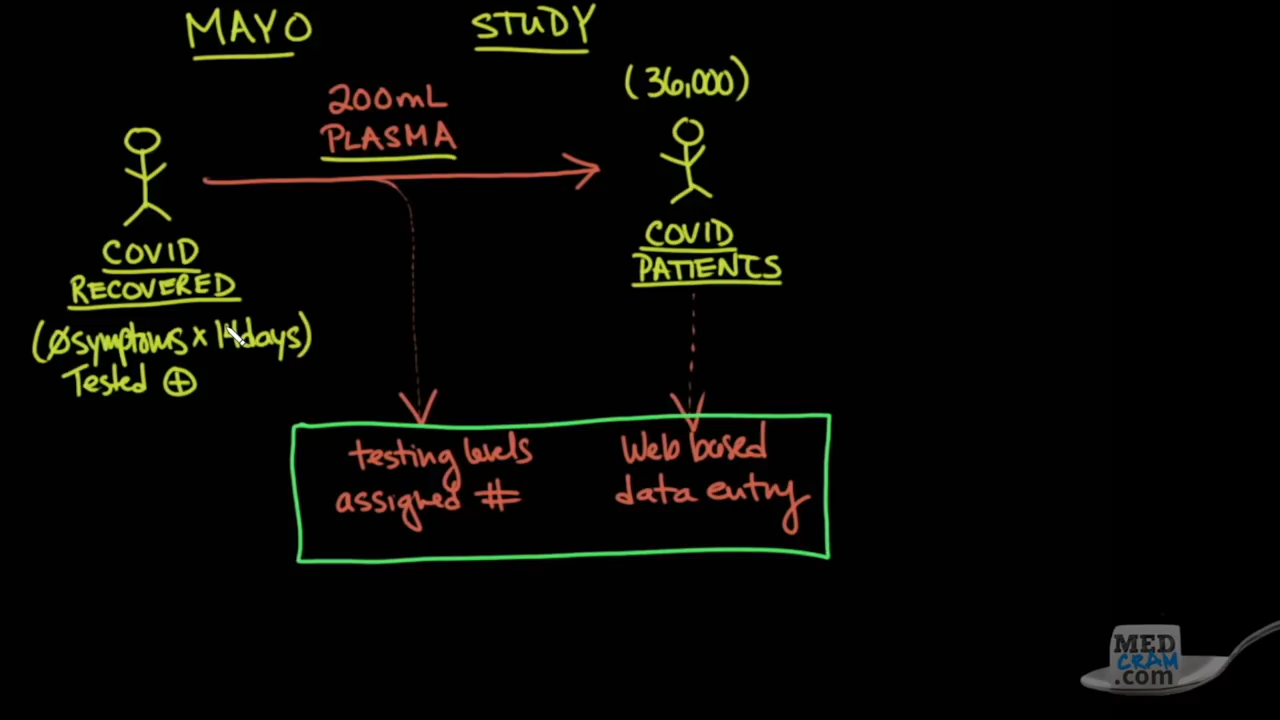 MAYO STUDY
(36,000)
200mL
PLASMA
COVID
RECOVERED
(Øsymptoms x 14days)
Tested ⊕
COVID
PATIENTS
testing levels
assigned #
Web based
data entry
MED
CRAM
.com